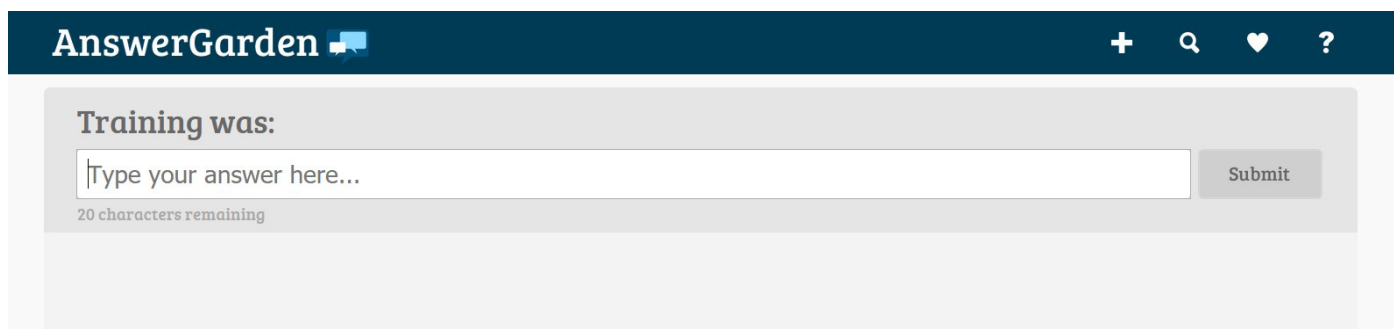 AnswerGarden
Training was:
Type your answer here...
Submit
20 characters remaining